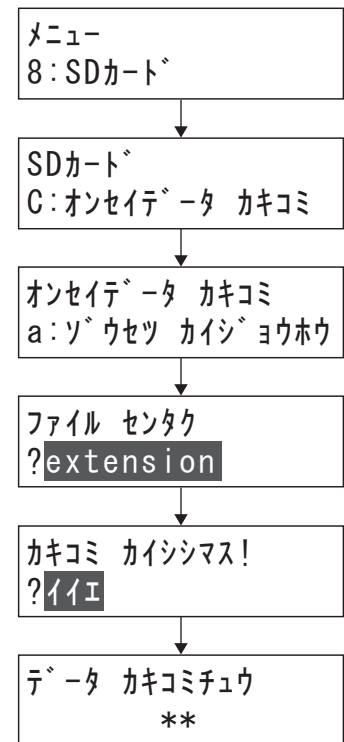 ﾒﾆｭｰ
8:SDｶｰﾄﾞ
SDｶｰﾄﾞ
C:ｵﾝｾｲﾃﾞｰﾀ ｶｷｺﾐ
ｵﾝｾｲﾃﾞｰﾀ ｶｷｺﾐ
a:ｿﾞｳｾﾂ ｶｲｼﾞｮｳﾎｳ
ﾌｧｲﾙ ｾﾝﾀｸ
?extension
ｶｷｺﾐ ｶｲｼｼﾏｽ!
?ｲｲｴ
ﾃﾞｰﾀ ｶｷｺﾐﾁｭｳ
**